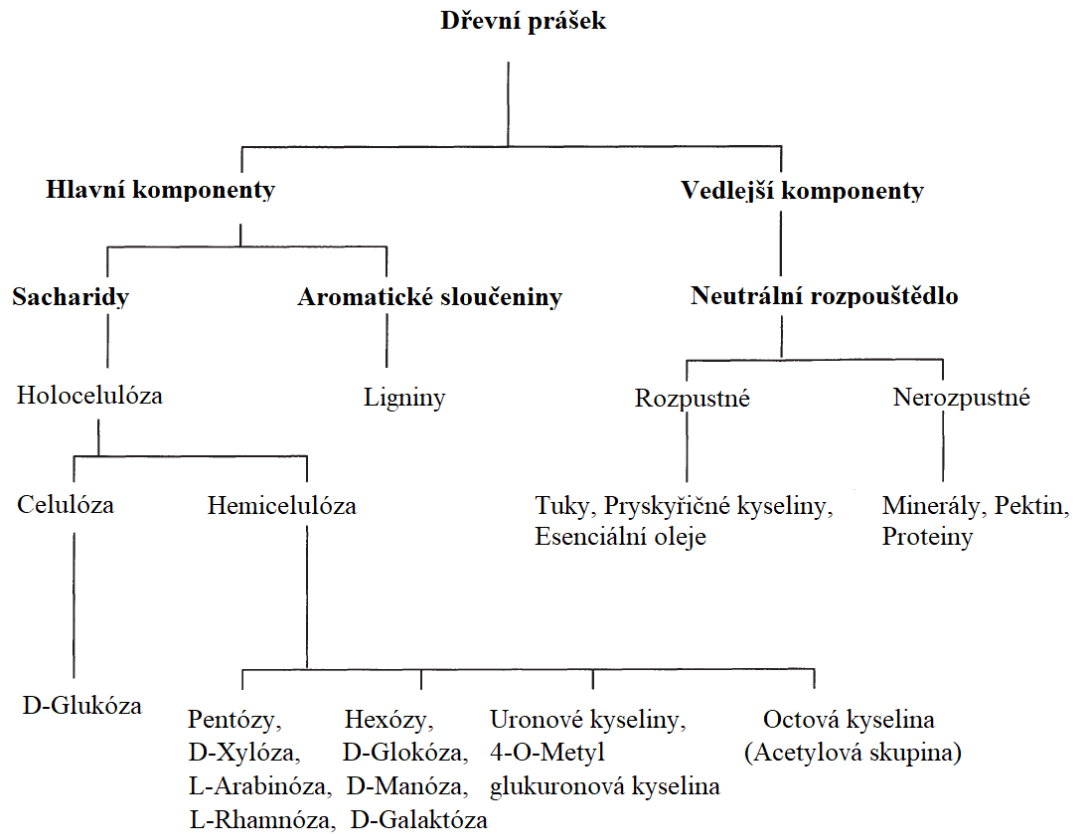 Dřevní prášek
Hlavní komponenty
Vedlejší komponenty
Sacharidy
Aromatické sloučeniny
Neutrální rozpouštědlo
Holocelulóza
Ligniny
Rozpustné
Nerozpustné
Celulóza
Hemicelulóza
Tuky, Pryskyřičné kyseliny,
Esenciální oleje
Minerály, Pektin,
Proteiny
D-Glukóza
Pentózy,
D-Xylóza,
L-Arabinóza,
L-Rhamnóza,
Hexózy,
D-Glokóza,
D-Manóza,
D-Galaktóza
Uronové kyseliny,
4-O-Metyl
glukuronová kyselina
Octová kyselina
(Acetylová skupina)